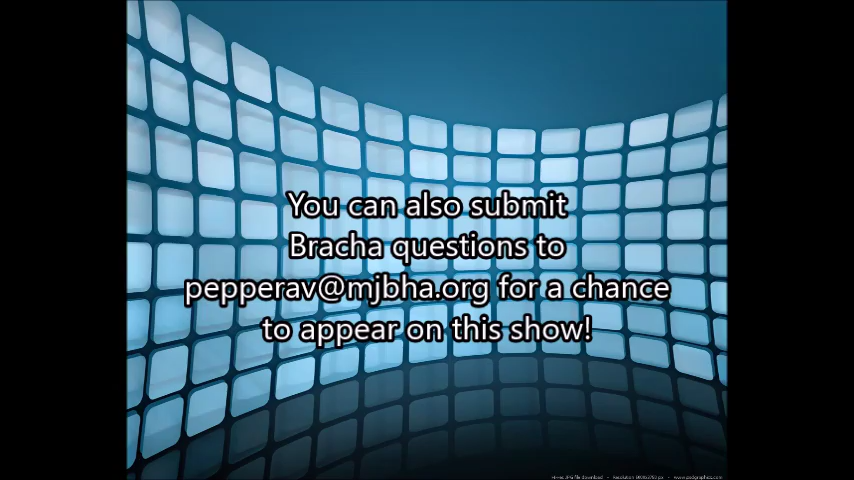 You can also submit
Bracha questions to
pepperav@mjbha.org for a chance
to appear on this show!